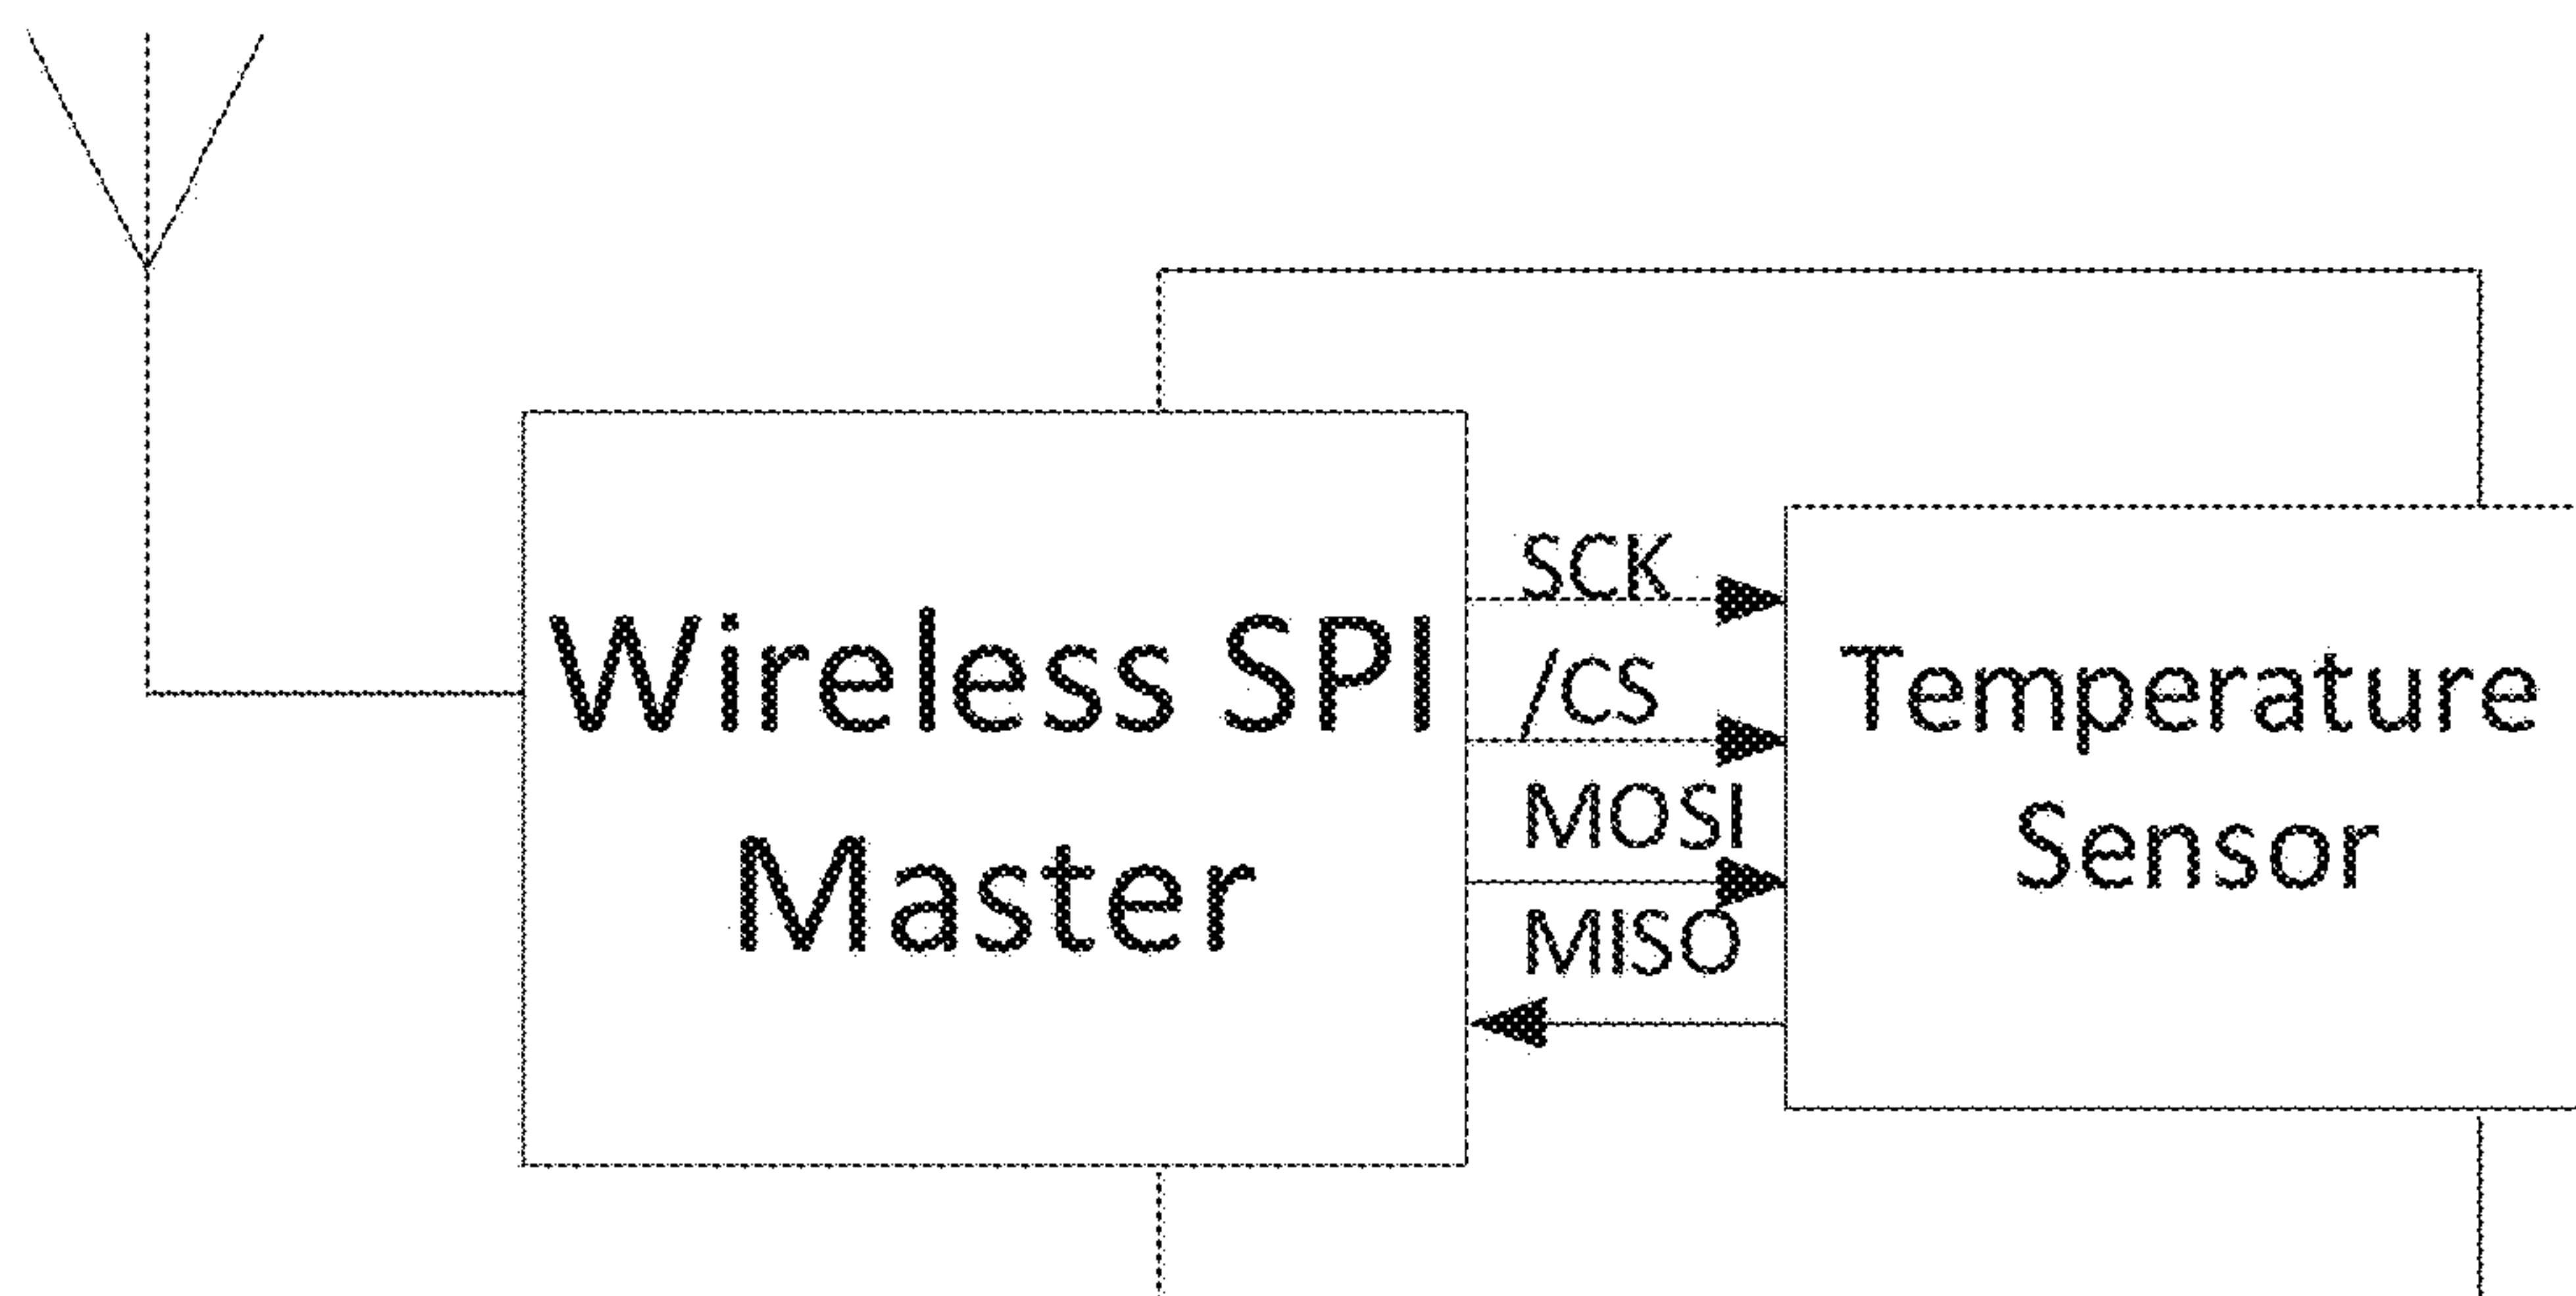 Wireless SPI
Master
SCK
/CS
MOSI
MISO
Temperature
Sensor